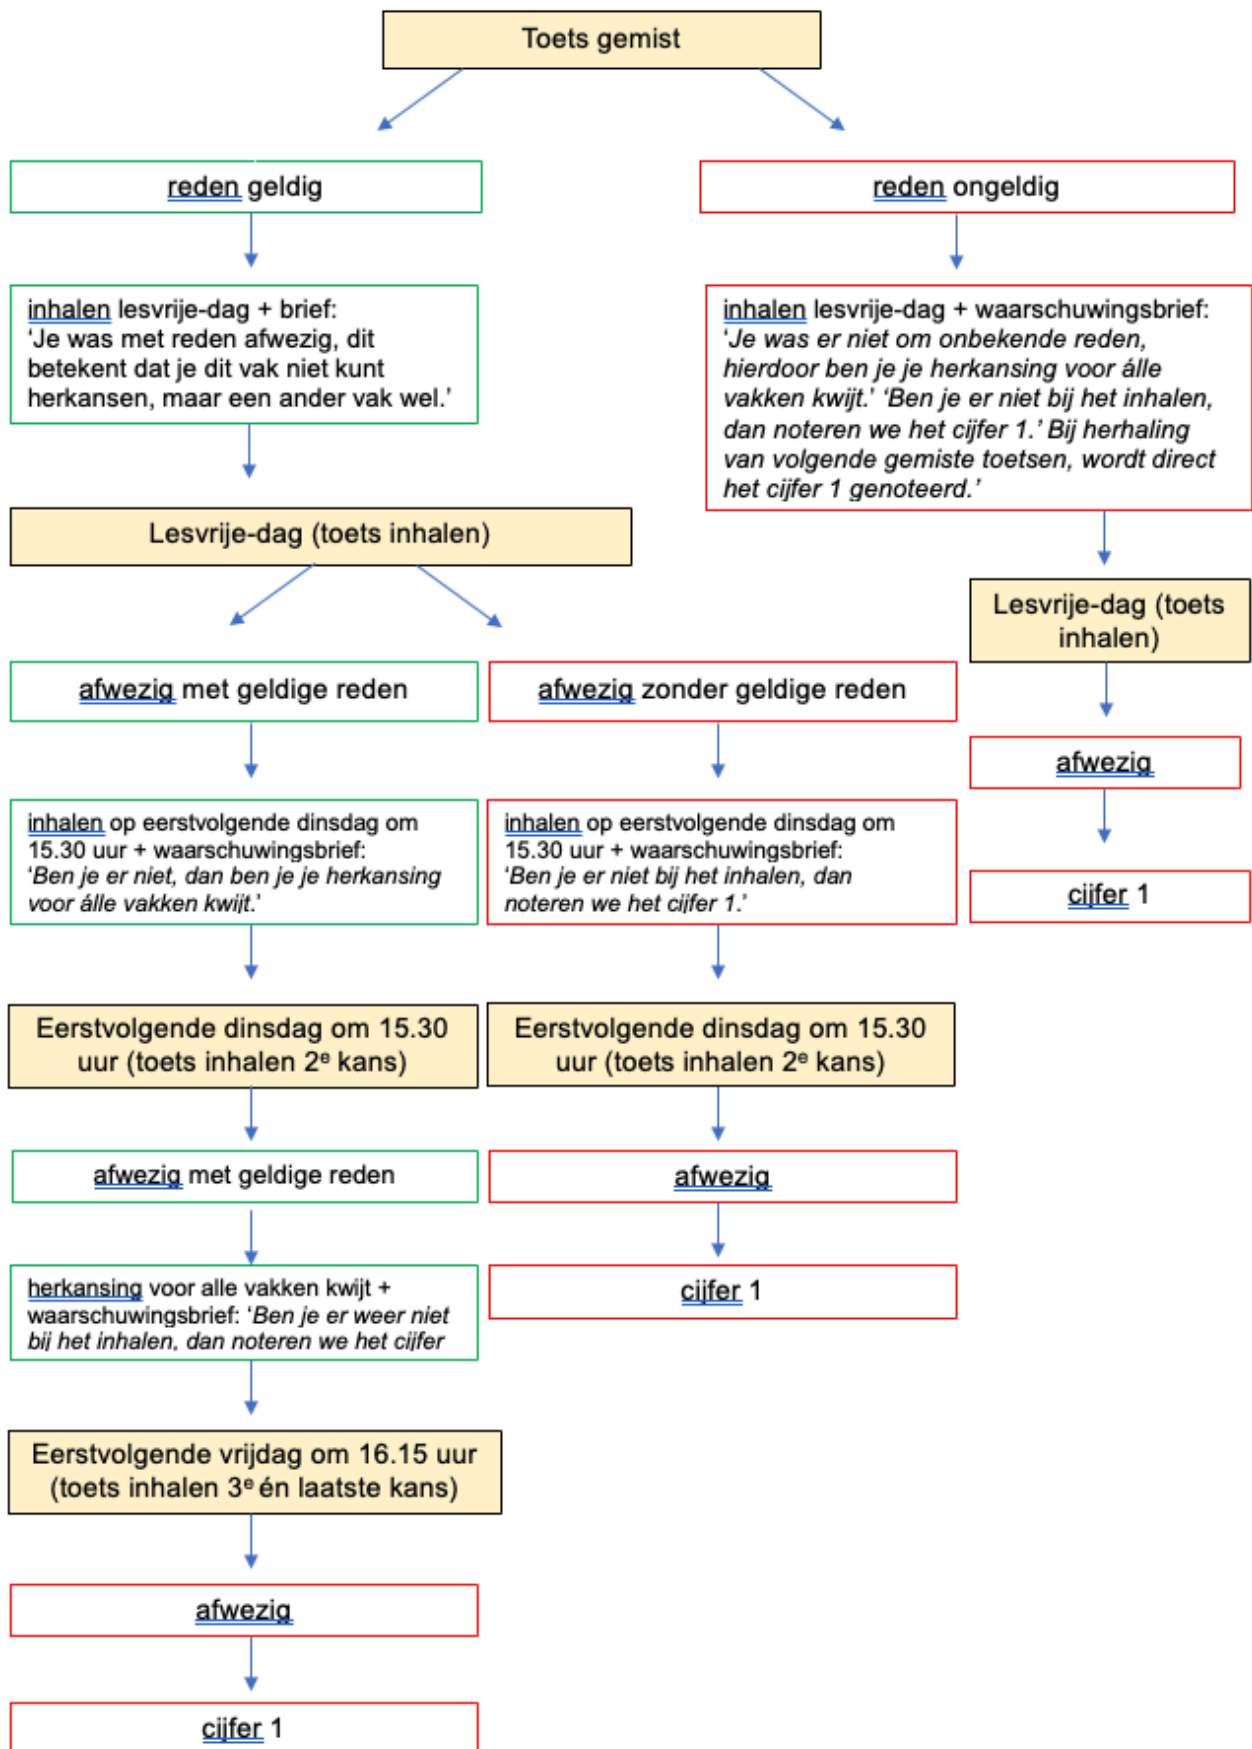 Toets gemist
reden geldig
reden ongeldig
inhalen lesvrije-dag + brief:
‘Je was met reden afwezig, dit
betekent dat je dit vak niet kunt
herkansen, maar een ander vak wel.’
inhalen lesvrije-dag + waarschuwingsbrief:
‘Je was er niet om onbekende reden,
hierdoor ben je je herkansing voor álle
vakken kwijt.’ ‘Ben je er niet bij het inhalen,
dan noteren we het cijfer 1.’ Bij herhaling
van volgende gemiste toetsen, wordt direct
het cijfer 1 genoteerd.’
Lesvrije-dag (toets inhalen)
Lesvrije-dag (toets
inhalen)
afwezig met geldige reden
afwezig zonder geldige reden
afwezig
inhalen op eerstvolgende dinsdag om
15.30 uur + waarschuwingsbrief:
‘Ben je er niet, dan ben je je herkansing
voor álle vakken kwijt.’
inhalen op eerstvolgende dinsdag om
15.30 uur + waarschuwingsbrief:
‘Ben je er niet bij het inhalen, dan
noteren we het cijfer 1.’
cijfer 1
Eerstvolgende dinsdag om 15.30
uur (toets inhalen 2e kans)
Eerstvolgende dinsdag om 15.30
uur (toets inhalen 2e kans)
afwezig met geldige reden
afwezig
herkansing voor alle vakken kwijt +
waarschuwingsbrief: ‘Ben je er weer niet
bij het inhalen, dan noteren we het cijfer
cijfer 1
Eerstvolgende vrijdag om 16.15 uur
(toets inhalen 3e én laatste kans)
afwezig
cijfer 1